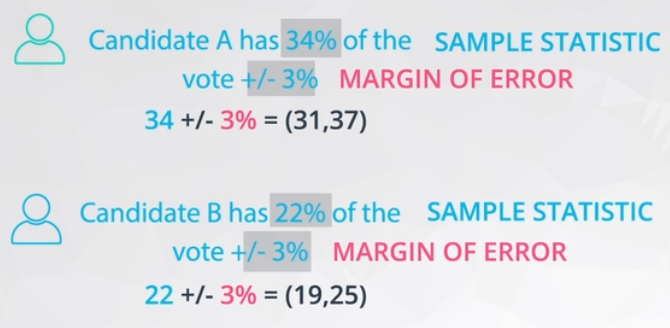 Candidate A has 34% of the SAMPLE STATISTIC
vote +/- 3% MARGIN OF ERROR
34 +/- 3% = (31,37)
Candidate B has 22% of the SAMPLE STATISTIC
vote +/- 3% MARGIN OF ERROR
22 +/- 3% = (19,25)